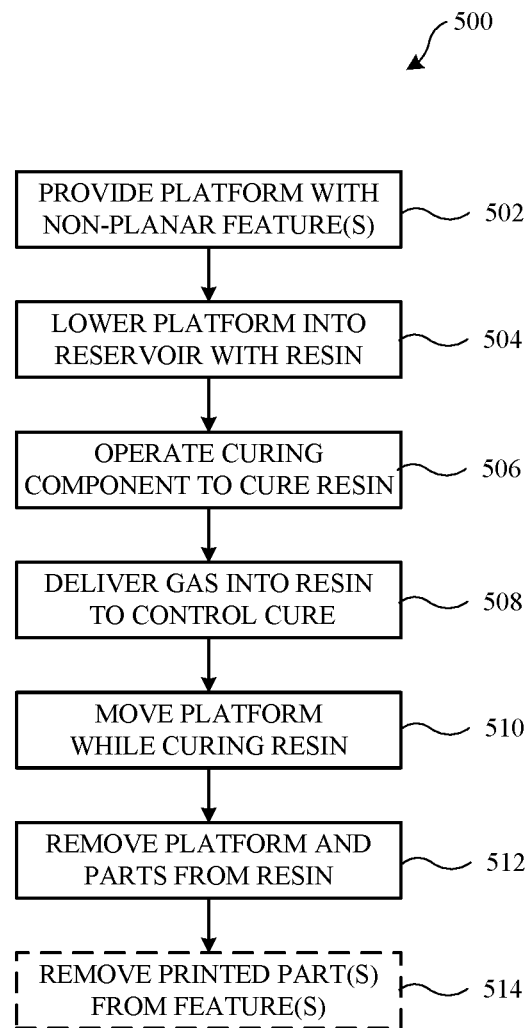 500
PROVIDE PLATFORM WITH
NON-PLANAR FEATURE(S)
502
LOWER PLATFORM INTO
RESERVOIR WITH RESIN
504
OPERATE CURING
COMPONENT TO CURE RESIN
506
DELIVER GAS INTO RESIN
TO CONTROL CURE
508
MOVE PLATFORM
WHILE CURING RESIN
510
REMOVE PLATFORM AND
PARTS FROM RESIN
512
REMOVE PRINTED PART(S)
FROM FEATURE(S)
514